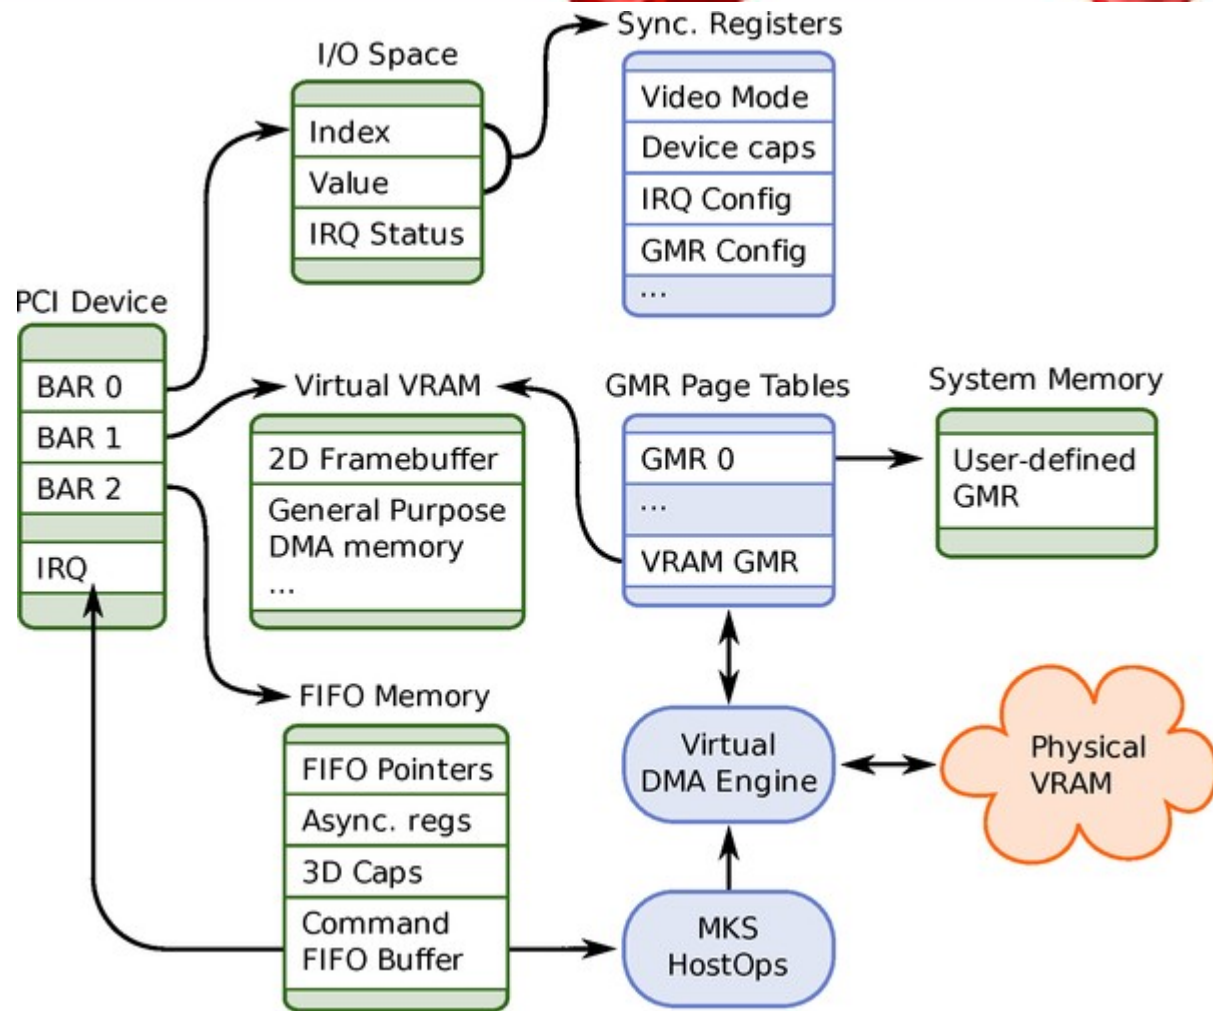 Sync. Registers
Video Mode
Device caps
IRQ Config
GMR Config
...
I/O Space
Index
Value
IRQ Status
PCI Device
BAR 0
BAR 1
BAR 2
IRQ
Virtual VRAM
2D Framebuffer
General Purpose
DMA memory
...
GMR Page Tables
GMR 0
...
VRAM GMR
System Memory
User-defined
GMR
FIFO Memory
FIFO Pointers
Async. regs
3D Caps
Command
FIFO Buffer
Virtual
DMA Engine
Physical
VRAM
MKS
HostOps